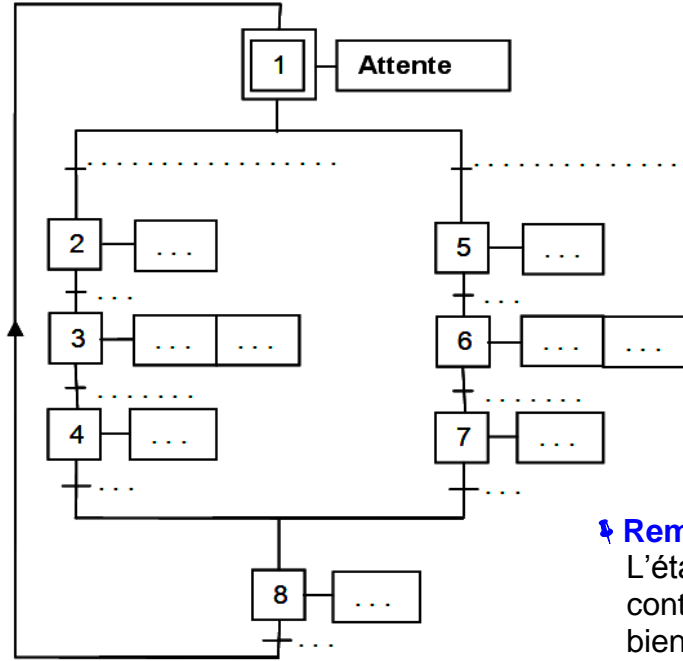 1 Attente
. . . . . . . . . . . . . . . . . . . . . . . . . . . . . . . .
2 . . . 5 . . .
. . . . . .
3 . . . . . . 6 . . . . . .
. . . . . . . . . . . . . .
4 . . . 7 . . .
. . . . . .
Rem
L’éta
8 . . . cont
. . . bien